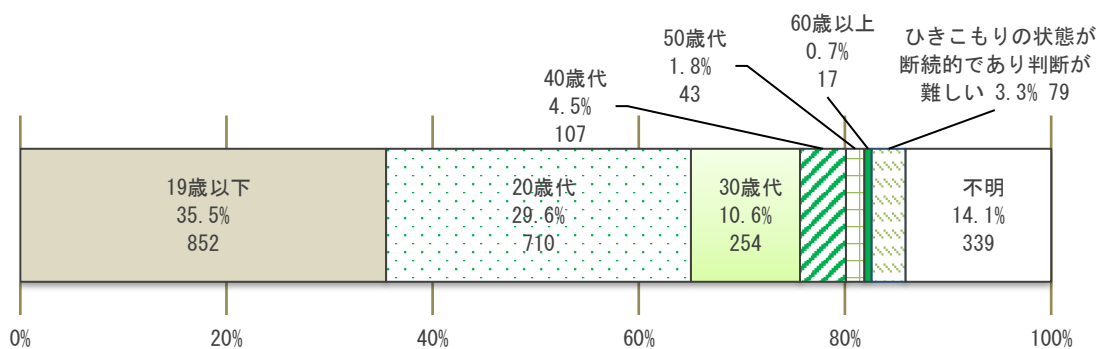 60歳以上
0.7%
17
ひきこもりの状態が
断続的であり判断が
難しい 3.3% 79
50歳代
1.8%
43
40歳代
4.5%
107
19歳以下
35.5%
852
20歳代
29.6%
710
30歳代
10.6%
254
不明
14.1%
339
0%
20%
40%
60%
80%
100%